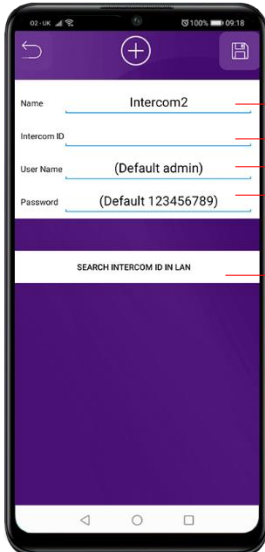 02-UK 100% 09:18
Name Intercom2
Intercom ID
User Name (Default admin)
Password (Default 123456789)
SEARCH INTERCOM ID IN LAN